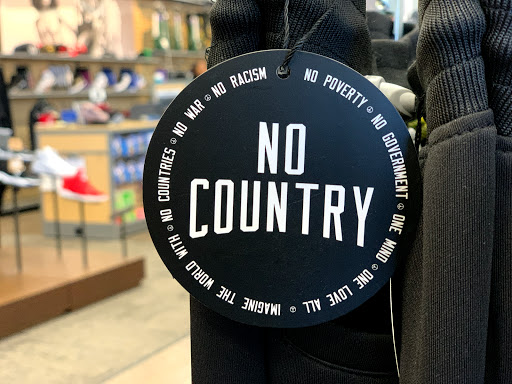 NO
COUNTRY
IMAGINE THE WORLD WITH NO COUNTRIES NO WAR NO RACISM NO POVERTY NO GOVERNMENT ONE MIND ONE LOVE ALL